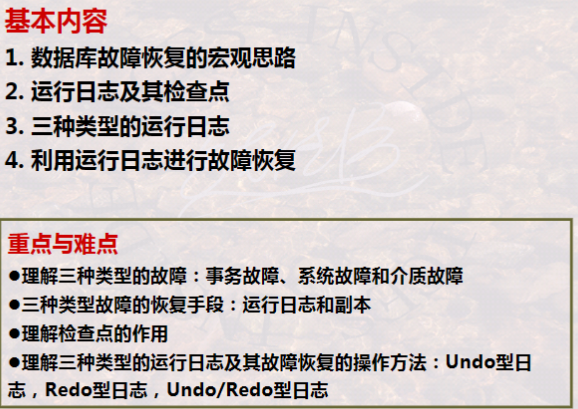 基本内容
1. 数据库故障恢复的宏观思路
2. 运行日志及其检查点
3. 三种类型的运行日志
4. 利用运行日志进行故障恢复
重点与难点
●理解三种类型的故障：事务故障、系统故障和介质故障
●三种类型故障的恢复手段：运行日志和副本
●理解检查点的作用
●理解三种类型的运行日志及其故障恢复的操作方法：Undo型日
志，Redo型日志，Undo/Redo型日志